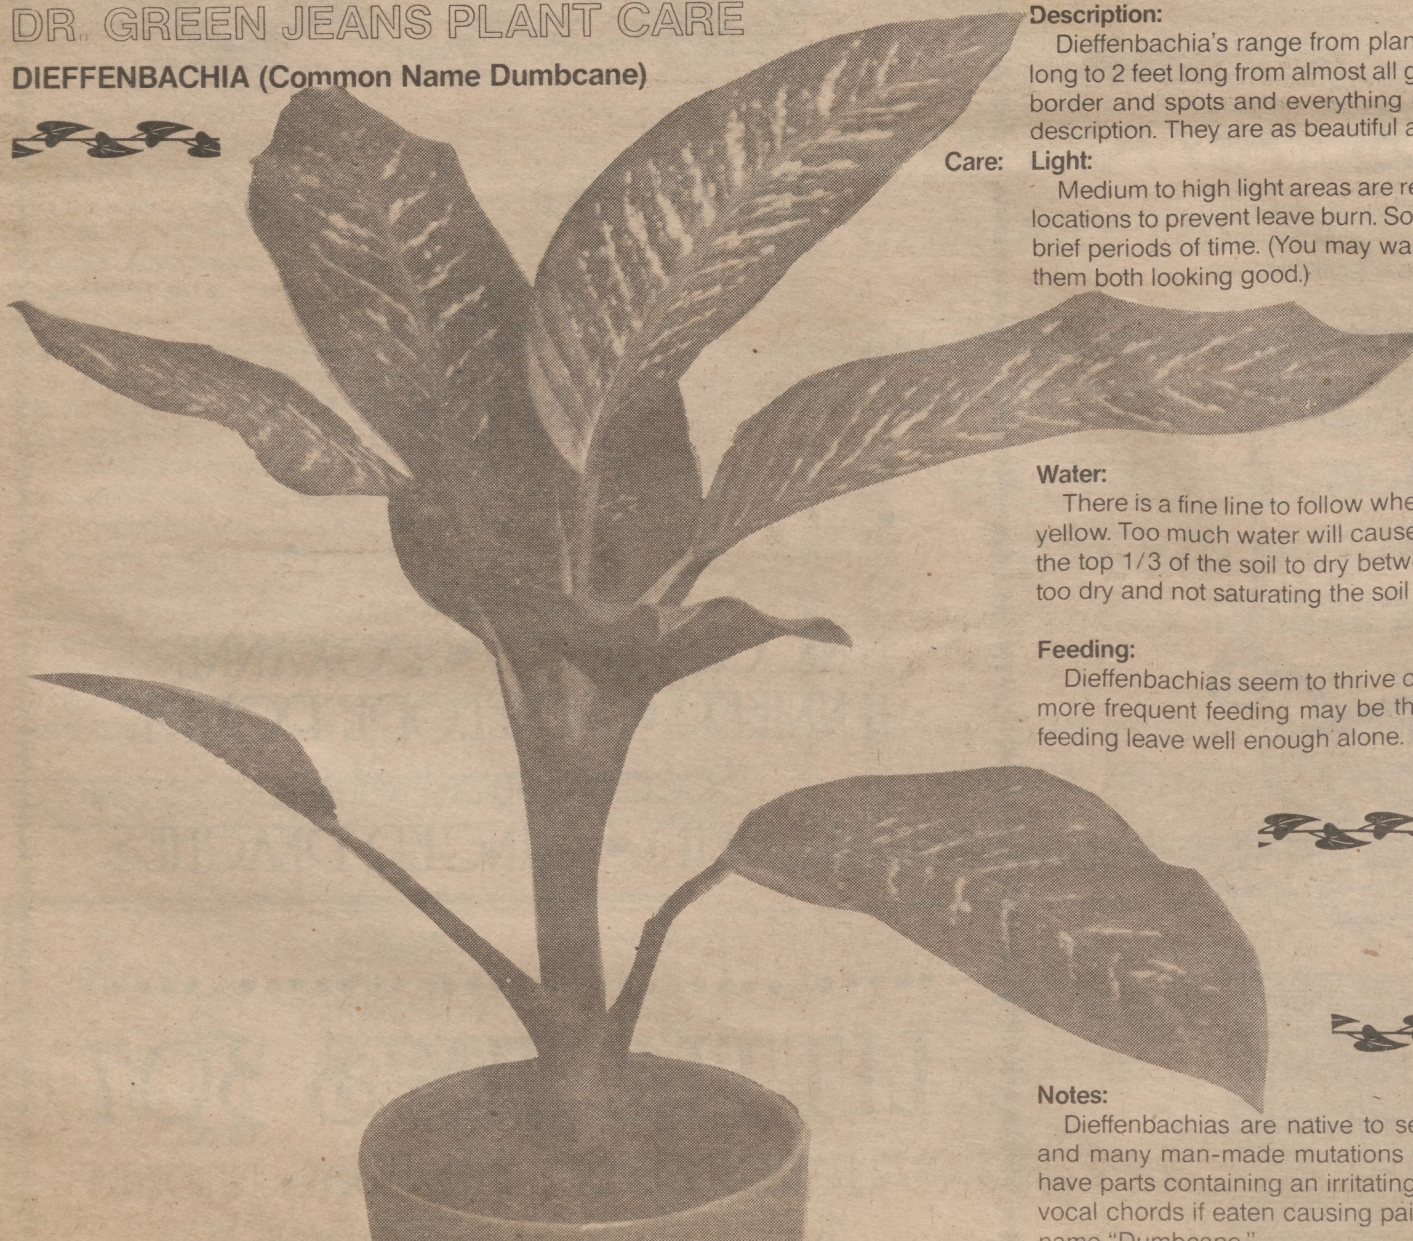 DR. GREEN JEANS PLANT CARE
DIEFFENBACHIA (Common Name Dumbcane)
Description:
Dieffenbachia's range from plan
long to 2 feet long from almost all g
border and spots and everything
description. They are as beautiful a
Care: Light:
Medium to high light areas are re
locations to prevent leave burn. So
brief periods of time. (You may wa
them both looking good.)
Water:
There is a fine line to follow whe
yellow. Too much water will cause
the top 1/3 of the soil to dry betw
too dry and not saturating the soil
Feeding:
Dieffenbachias seem to thrive o
more frequent feeding may be th
feeding leave well enough alone.
Notes:
Dieffenbachias are native to se
and many man-made mutations
have parts containing an irritating
vocal chords if eaten causing pai
name "Dumbcane."